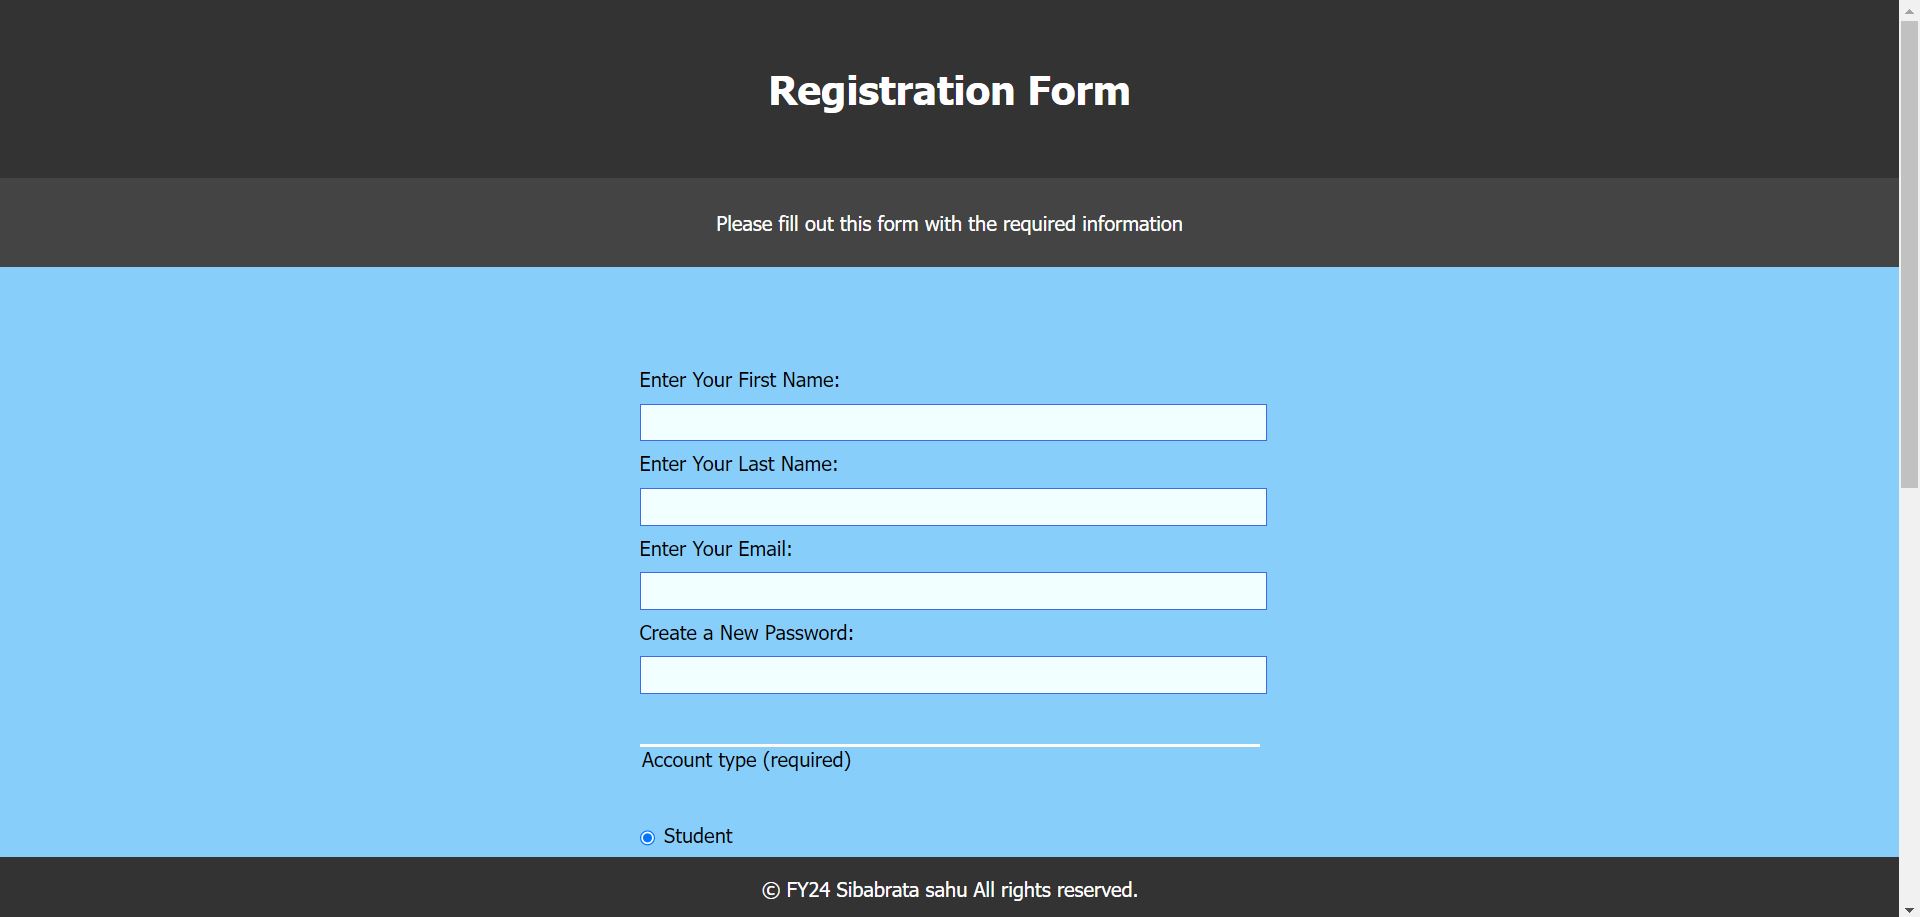 Registration Form
Please fill out this form with the required information
Enter Your First Name:
Enter Your Last Name:
Enter Your Email:
Create a New Password:
Account type (required)
Student
© FY24 Sibabrata sahu All rights reserved.